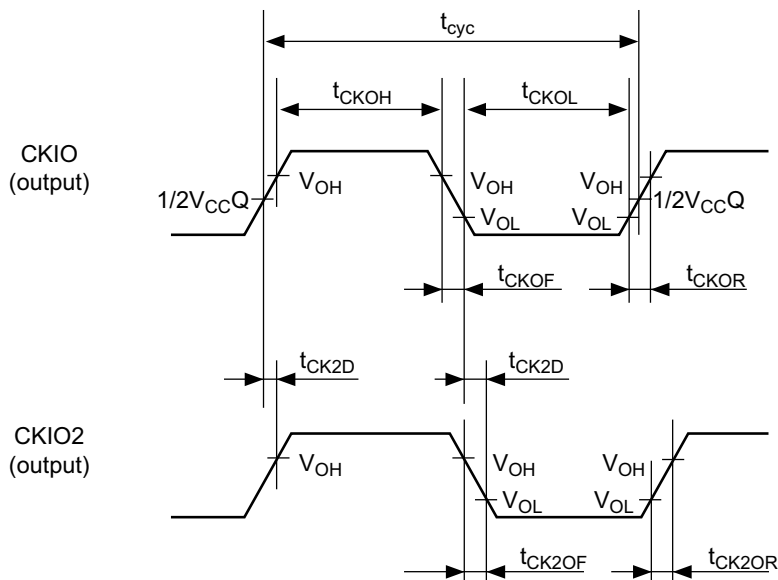 tcyc
tCKOH
tCKOL
CKIO
(output)
1/2VCCQ
VOH
VOH
VOL
VOH
VOL
1/2VCCQ
tCKOF
tCKOR
tCK2D
tCK2D
CKIO2
(output)
VOH
VOH
VOL
VOH
VOL
tCK2OF
tCK2OR